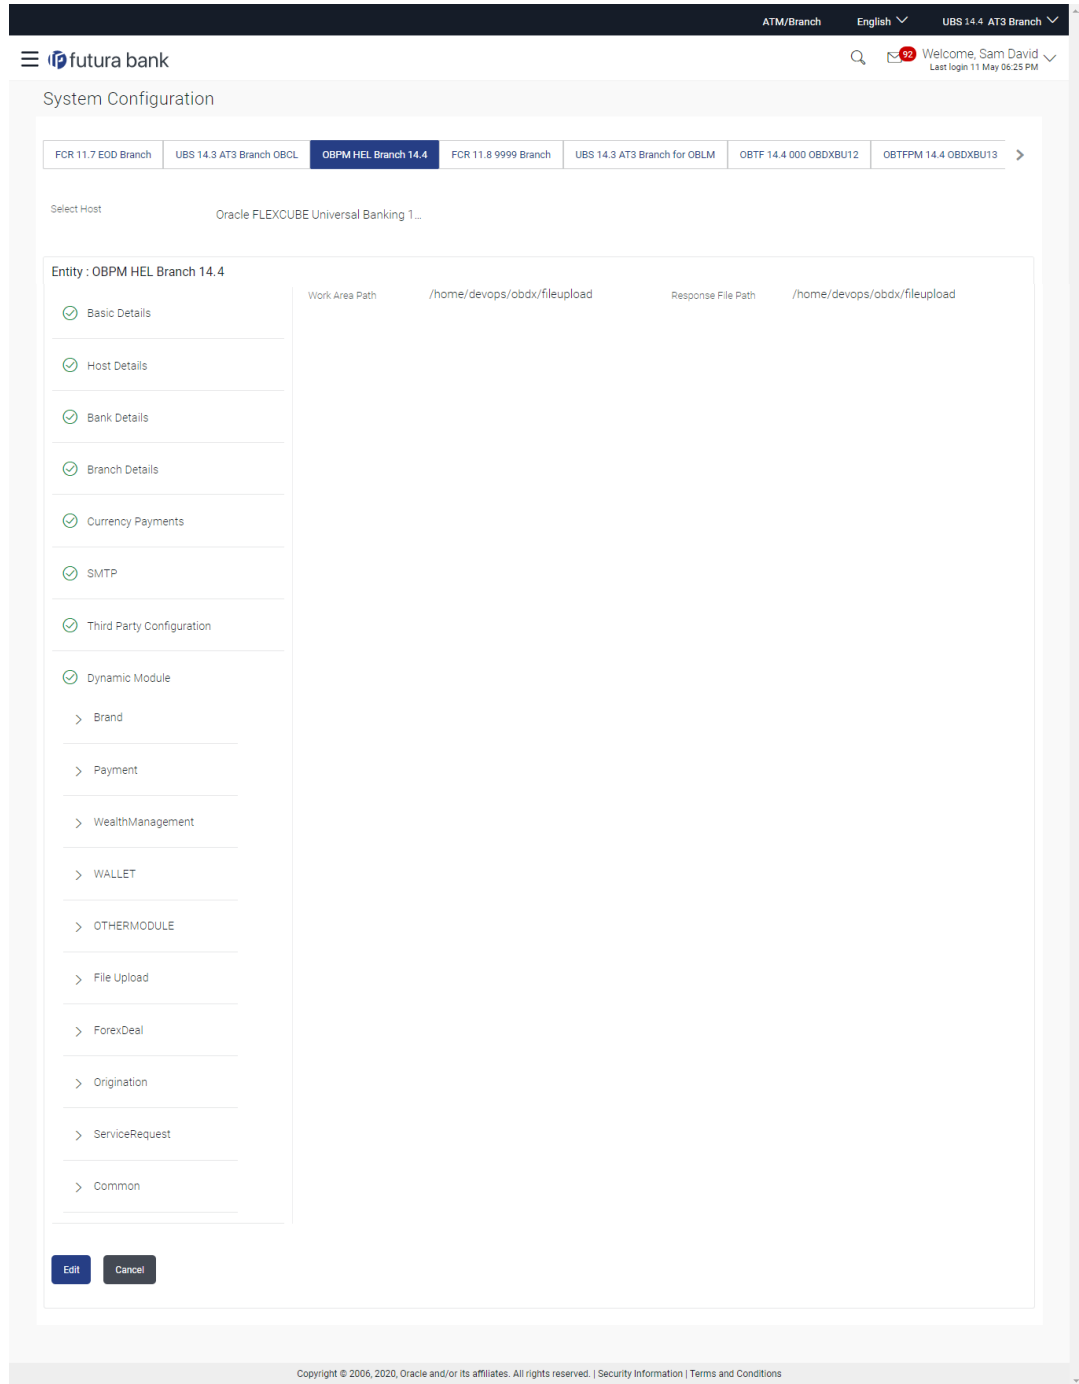 ATM/Branch English UBS 14.4 AT3 Branch
futura bank 92 Welcome, Sam David
Last login 11 May 06:25 PM
System Configuration
FCR 11.7 EOD Branch UBS 14.3 AT3 Branch OBCL OBPM HEL Branch 14.4 FCR 11.8 9999 Branch UBS 14.3 AT3 Branch for OBLM OBTF 14.4 000 OBDXBU12 OBTFPM 14.4 OBDXBU13
Select Host Oracle FLEXCUBE Universal Banking 1...
Entity : OBPM HEL Branch 14.4
Work Area Path /home/devops/obdx/fileupload Response File Path /home/devops/obdx/fileupload
Basic Details
Host Details
Bank Details
Branch Details
Currency Payments
SMTP
Third Party Configuration
Dynamic Module
Brand
Payment
WealthManagement
WALLET
OTHERMODULE
File Upload
ForexDeal
Origination
ServiceRequest
Common
Edit Cancel
Copyright © 2006, 2020, Oracle and/or its affiliates. All rights reserved. | Security Information | Terms and Conditions